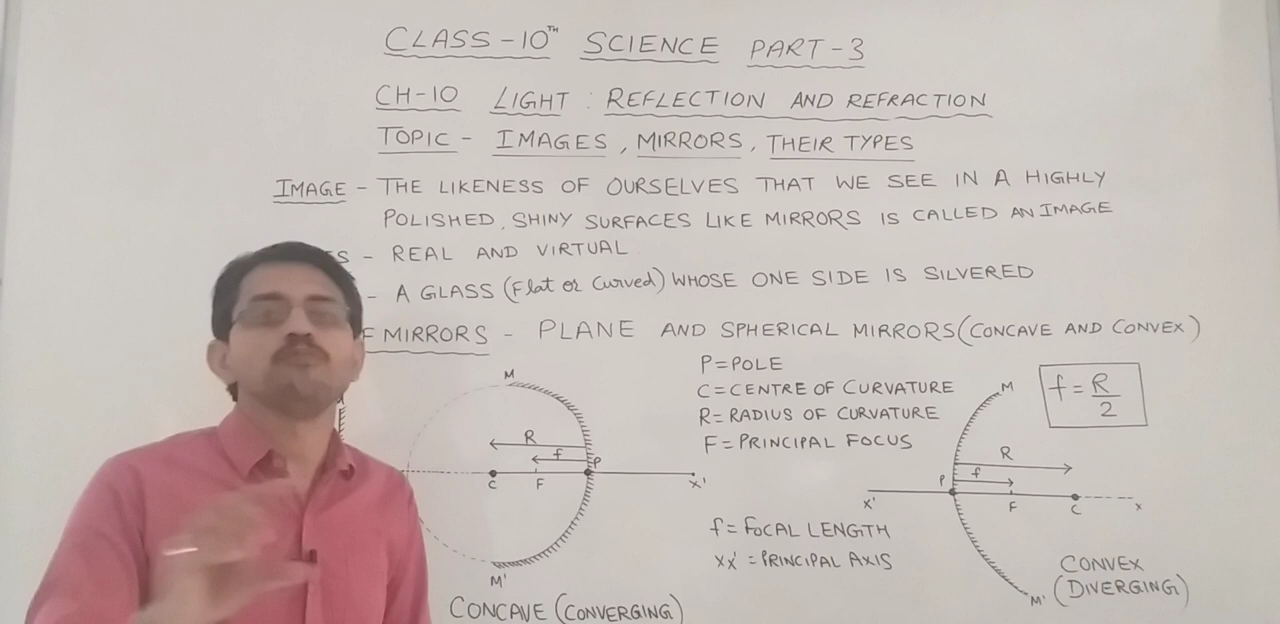 CLASS-10TH SCIENCE PART-3
CH-10 LIGHT : REFLECTION AND REFRACTION
TOPIC - IMAGES, MIRRORS, THEIR TYPES
IMAGE - THE LIKENESS OF OURSELVES THAT WE SEE IN A HIGHLY
POLISHED, SHINY SURFACES LIKE MIRRORS IS CALLED AN IMAGE
- REAL AND VIRTUAL
- A GLASS (Flat or Curved) WHOSE ONE SIDE IS SILVERED
MIRRORS - PLANE AND SPHERICAL MIRRORS (CONCAVE AND CONVEX)
P=POLE
C=CENTRE OF CURVATURE
R=RADIUS OF CURVATURE
F=PRINCIPAL FOCUS
f=FOCAL LENGTH
XX'=PRINCIPAL AXIS
M
R
f
P
C
F
X'
M'
CONCAVE (CONVERGING)
f=R/2
M
R
f
P
X'
F
C
X
M'
CONVEX
(DIVERGING)